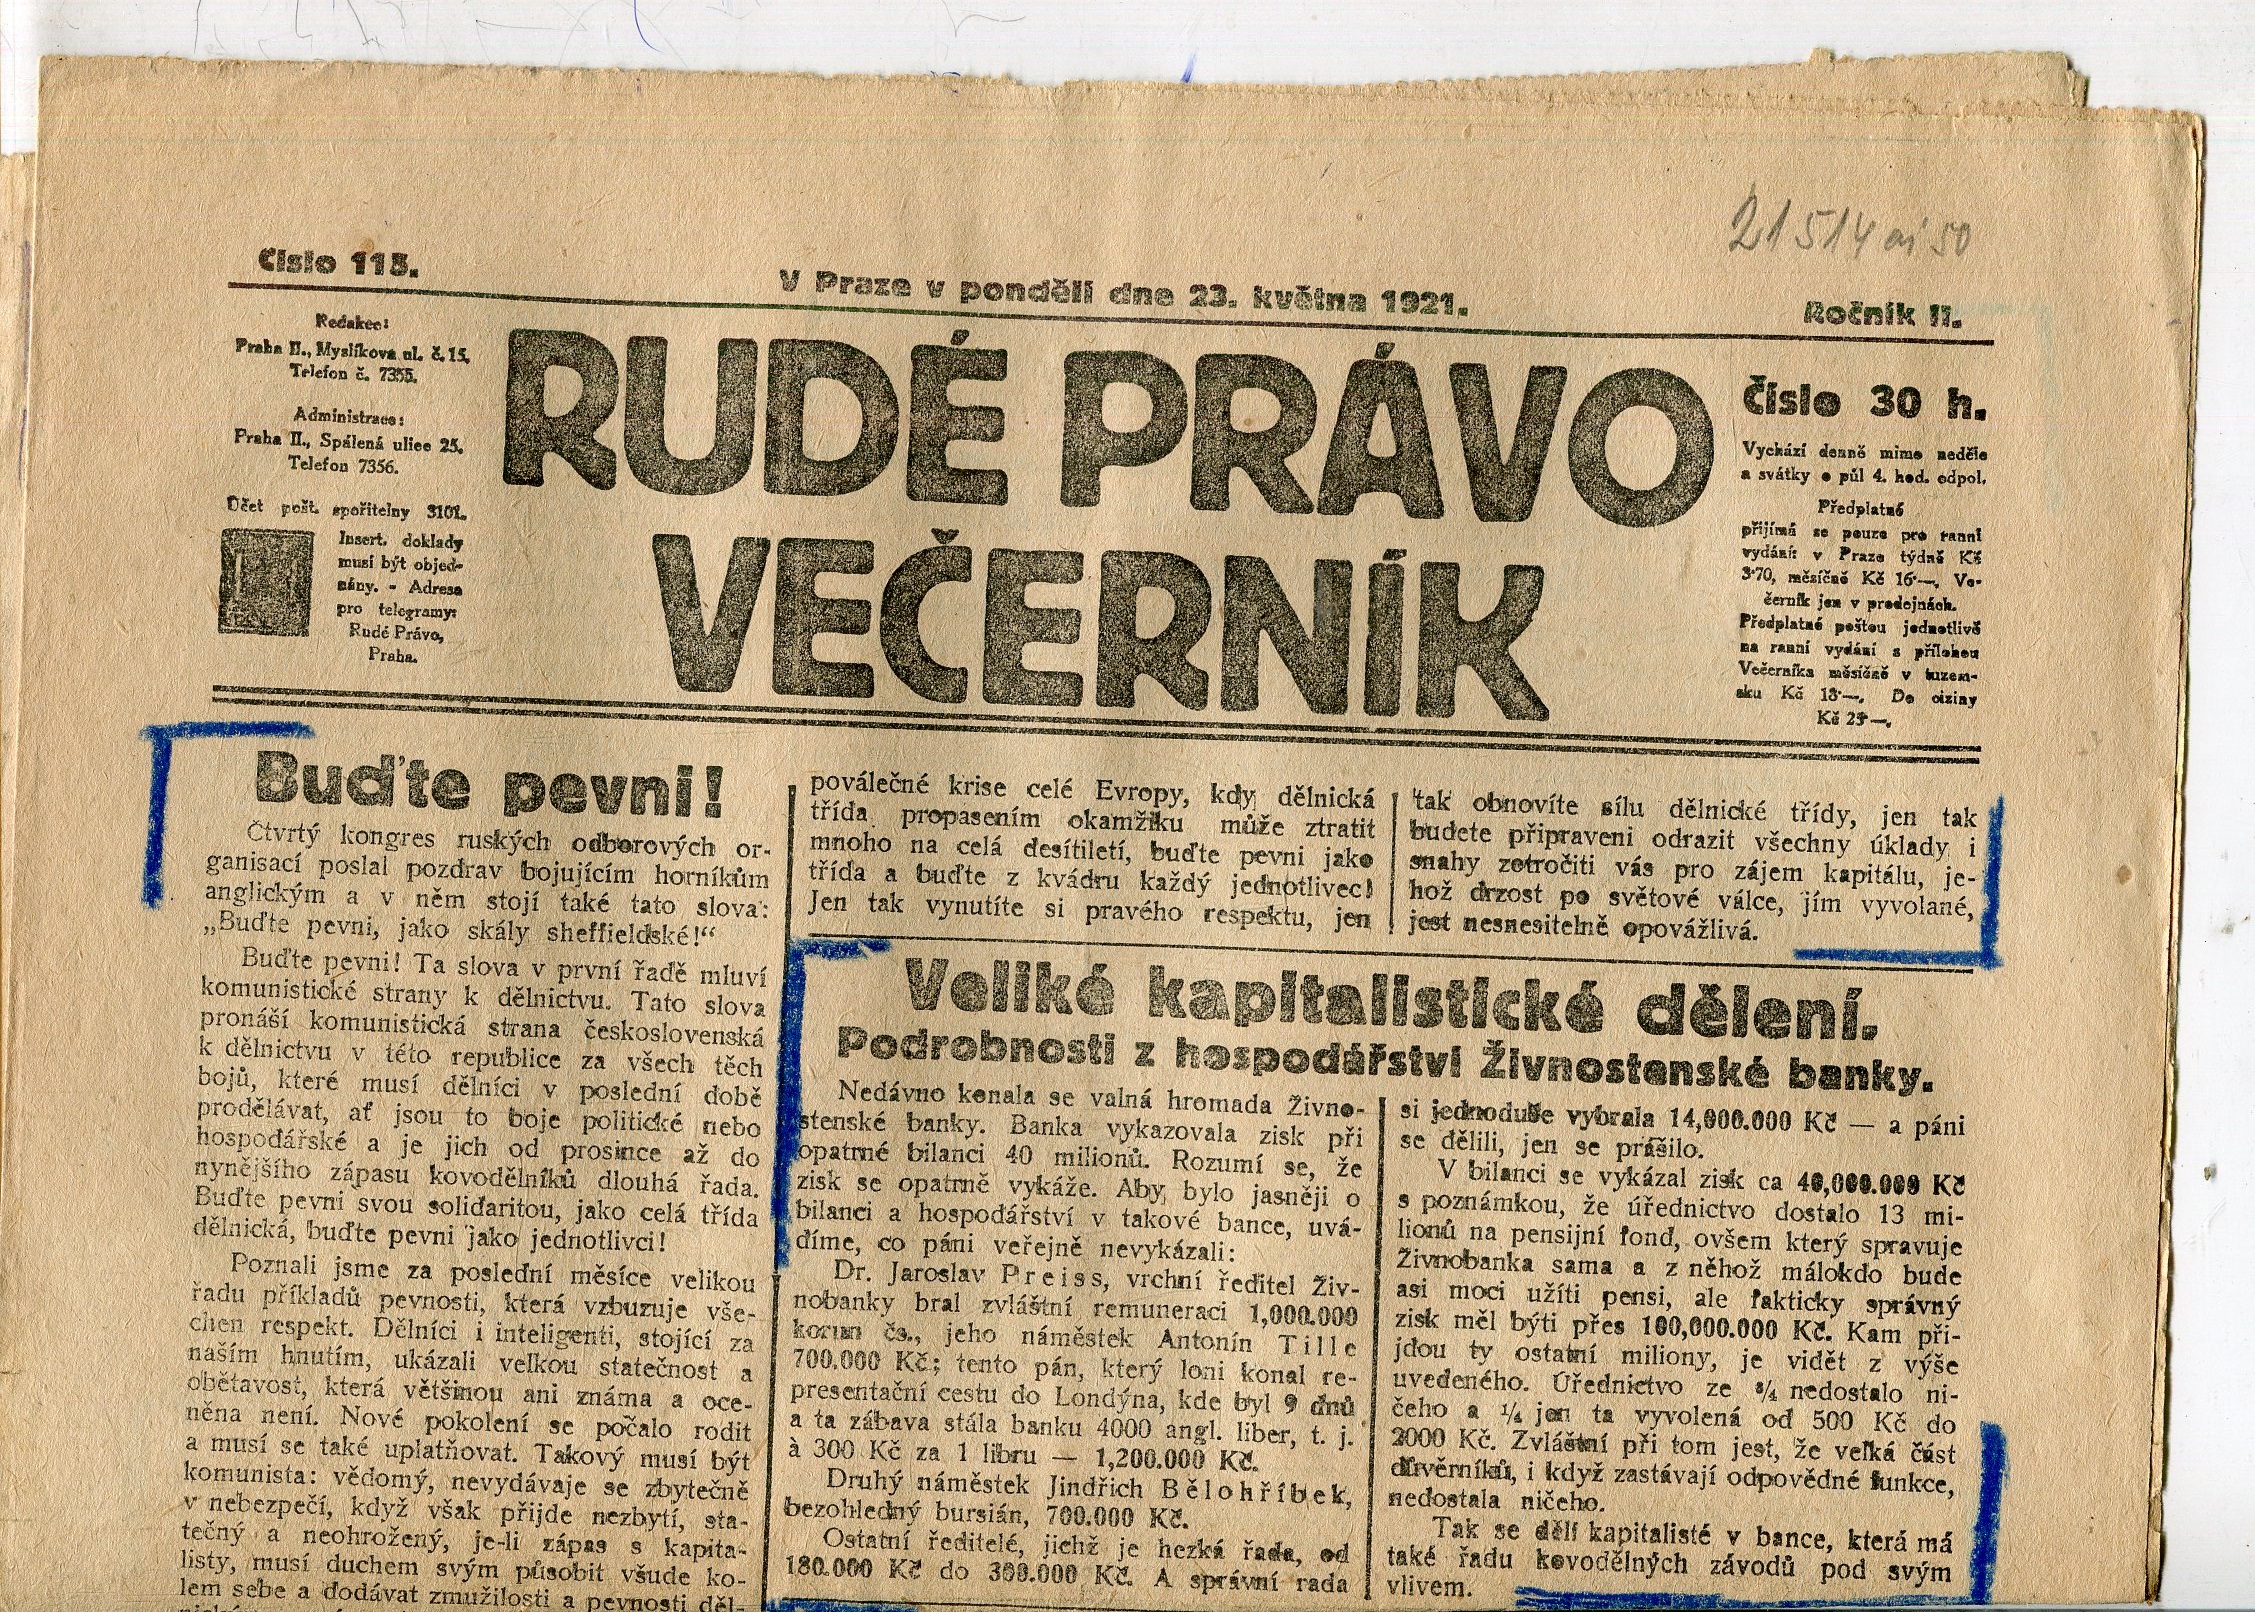 Číslo 115.
V Praze v pondělí dne 23. května 1921.
Ročník II.
21514
50
Redakce:
Praha II., Myslíkova ul. č. 15.
Telefon č. 7355.
Administrace:
Praha II., Spálená ulice 25.
Telefon 7356.
Účet pošt. spořitelny 3101.
Insert. doklady
musí být objed-
nány. - Adresa
pro telegramy:
Rudé Právo,
Praha.
RUDÉ PRÁVO
VEČERNÍK
Číslo 30 h.
Vychází denně mimo neděle
a svátky o půl 4. hod. odpol.
Předplatné
přijímá se pouze pro ranní
vydání: v Praze týdně Kč
3·70, měsíčně Kč 16·—. Ve-
černík jen v prodejnách.
Předplatné poštou jednotlivě
na ranní vydání s přílohou
Večerníka měsíčně v tuzem-
sku Kč 18·—. Do ciziny
Kč 25·—.
Buďte pevni!
Čtvrtý kongres ruských odborových or-
ganisací poslal pozdrav bojujícím horníkům
anglickým a v něm stojí také tato slova:
„Buďte pevni, jako skály sheffieldské!“
Buďte pevni! Ta slova v první řadě mluví
komunistické strany k dělnictvu. Tato slova
pronáší komunistická strana československá
k dělnictvu v této republice za všech těch
bojů, které musí dělníci v poslední době
prodělávat, ať jsou to boje politické nebo
hospodářské a je jich od prosince až do
nynějšího zápasu kovodělníků dlouhá řada.
Buďte pevni svou solidaritou, jako celá třída
dělnická, buďte pevni jako jednotlivci!
Poznali jsme za poslední měsíce velikou
řadu příkladů pevnosti, která vzbuzuje vše-
chen respekt. Dělníci i inteligenti, stojící za
naším hnutím, ukázali velkou statečnost a
obětavost, která většinou ani známa a oce-
něna není. Nové pokolení se počalo rodit
a musí se také uplatňovat. Takový musí být
komunista: vědomý, nevydávaje se zbytečně
v nebezpečí, když však přijde nezbytí, sta-
tečný a neohrožený, je-li zápas s kapita-
listy, musí duchem svým působit všude ko-
lem sebe a dodávat zmužilosti a pevnosti děl-
poválečné krise celé Evropy, kdy dělnická
třída propasením okamžiku může ztratit
mnoho na celá desítiletí, buďte pevni jako
třída a buďte z kvádru každý jednotlivec!
Jen tak vynutíte si pravého respektu, jen
tak obnovíte sílu dělnické třídy, jen tak
budete připraveni odrazit všechny úklady i
snahy zotročiti vás pro zájem kapitálu, je-
hož drzost po světové válce, jím vyvolané,
jest nesnesitelně opovážlivá.
Veliké kapitalistické dělení.
Podrobnosti z hospodářství Živnostenské banky.
Nedávno konala se valná hromada Živno-
stenské banky. Banka vykazovala zisk při
opatrné bilanci 40 milionů. Rozumí se, že
zisk se opatrně vykáže. Aby bylo jasněji o
bilanci a hospodářství v takové bance, uvá-
díme, co páni veřejně nevykázali:
Dr. Jaroslav Preiss, vrchní ředitel Živ-
nobanky bral zvláštní remuneraci 1,000.000
korun čs., jeho náměstek Antonín Tille
700.000 Kč; tento pán, který loni konal re-
presentační cestu do Londýna, kde byl 9 dnů
a ta zábava stála banku 4000 angl. liber, t. j.
à 300 Kč za 1 libru — 1,200.000 Kč.
Druhý náměstek Jindřich Bělohříbek,
bezohledný bursián, 700.000 Kč.
Ostatní ředitelé, jichž je hezká řada, od
180.000 Kč do 300.000 Kč. A správní rada
si jednoduše vybrala 14,000.000 Kč — a páni
se dělili, jen se prášilo.
V bilanci se vykázal zisk ca 40,000.000 Kč
s poznámkou, že úřednictvo dostalo 13 mi-
lionů na pensijní fond, ovšem který spravuje
Živnobanka sama a z něhož málokdo bude
asi moci užíti pensi, ale fakticky správný
zisk měl býti přes 100,000.000 Kč. Kam při-
jdou ty ostatní miliony, je vidět z výše
uvedeného. Úřednictvo ze ¾ nedostalo ni-
čeho a ¼ jen ta vyvolená od 500 Kč do
2000 Kč. Zvláštní při tom jest, že velká část
důvěrníků, i když zastávají odpovědné funkce,
nedostala ničeho.
Tak se dělí kapitalisté v bance, která má
také řadu kovodělných závodů pod svým
vlivem.